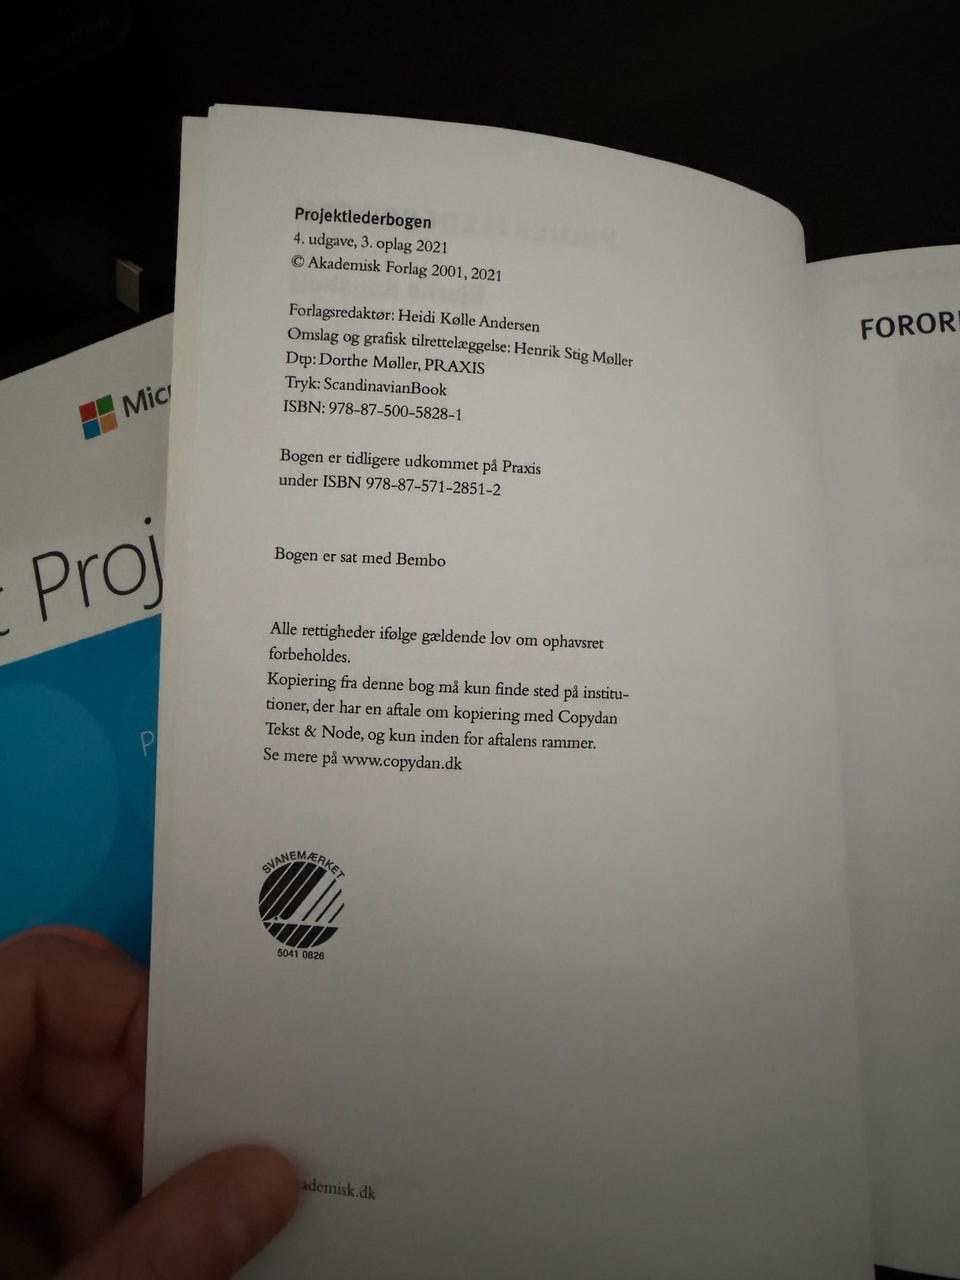 Projektlederbogen
4. udgave, 3. oplag 2021
© Akademisk Forlag 2001, 2021
Forlagsredaktør: Heidi Kølle Andersen
Omslag og grafisk tilrettelæggelse: Henrik Stig Møller
Dtp: Dorthe Møller, PRAXIS
Tryk: ScandinavianBook
ISBN: 978-87-500-5828-1
Bogen er tidligere udkommet på Praxis
under ISBN 978-87-571-2851-2
Bogen er sat med Bembo
Alle rettigheder ifølge gældende lov om ophavsret
forbeholdes.
Kopiering fra denne bog må kun finde sted på institu-
tioner, der har en aftale om kopiering med Copydan
Tekst & Node, og kun inden for aftalens rammer.
Se mere på www.copydan.dk
SVANEMÆRKET
5041 0826
ademisk.dk
FOROR
Mic
t Proj
P